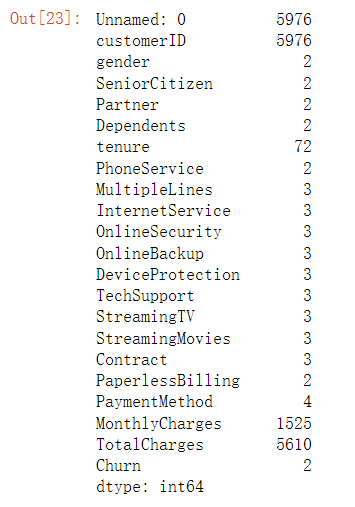 Out[23]: Unnamed: 0 5976
customerID 5976
gender 2
SeniorCitizen 2
Partner 2
Dependents 2
tenure 72
PhoneService 2
MultipleLines 3
InternetService 3
OnlineSecurity 3
OnlineBackup 3
DeviceProtection 3
TechSupport 3
StreamingTV 3
StreamingMovies 3
Contract 3
PaperlessBilling 2
PaymentMethod 4
MonthlyCharges 1525
TotalCharges 5610
Churn 2
dtype: int64